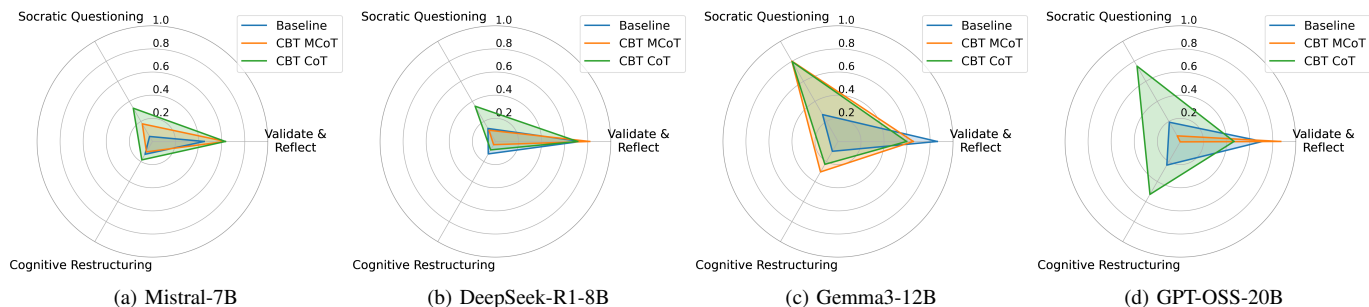 Socratic Questioning
1.0
0.8
0.6
0.4
0.2
Baseline
CBT MCoT
CBT CoT
Validate &
Reflect
Cognitive Restructuring
(a) Mistral-7B
Socratic Questioning
1.0
0.8
0.6
0.4
0.2
Baseline
CBT MCoT
CBT CoT
Validate &
Reflect
Cognitive Restructuring
(b) DeepSeek-R1-8B
Socratic Questioning
1.0
0.8
0.6
0.4
0.2
Baseline
CBT MCoT
CBT CoT
Validate &
Reflect
Cognitive Restructuring
(c) Gemma3-12B
Socratic Questioning
1.0
0.8
0.6
0.4
0.2
Baseline
CBT MCoT
CBT CoT
Validate &
Reflect
Cognitive Restructuring
(d) GPT-OSS-20B